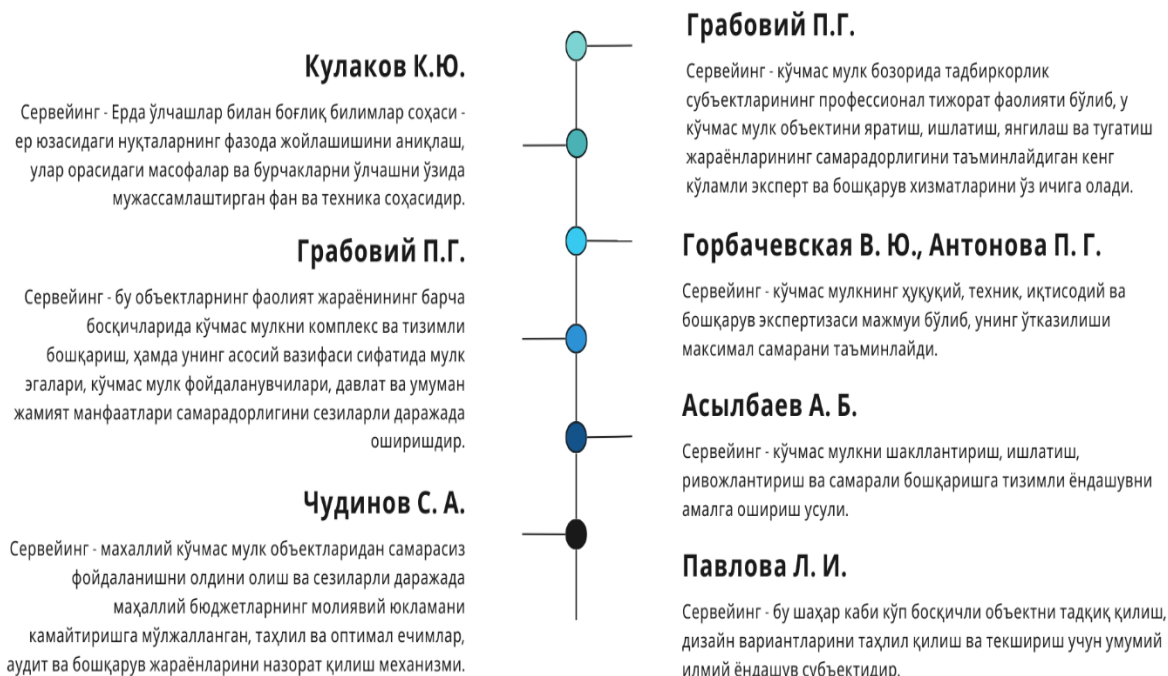 Кулаков К.Ю.
Сервейинг - Ерда ўлчашлар билан боғлиқ билимлар соҳаси -
ер юзасидаги нуқталарнинг фазода жойлашишини аниқлаш,
улар орасидаги масофалар ва бурчакларни ўлчашни ўзида
мужассамлаштирган фан ва техника соҳасидир.
Грабовий П.Г.
Сервейинг - бу объектларнинг фаолият жараёнининг барча
босқичларида кўчмас мулкни комплекс ва тизимли
бошқариш, ҳамда унинг асосий вазифаси сифатида мулк
эгалари, кўчмас мулк фойдаланувчилари, давлат ва умуман
жамият манфаатлари самарадорлигини сезиларли даражада
оширишдир.
Чудинов С. А.
Сервейинг - махаллий кўчмас мулк объектларидан самарасиз
фойдаланишни олдини олиш ва сезиларли даражада
маҳаллий бюджетларнинг молиявий юкламани
камайтиришга мўлжалланган, таҳлил ва оптимал ечимлар,
аудит ва бошқарув жараёнларини назорат қилиш механизми.
Грабовий П.Г.
Сервейинг - кўчмас мулк бозорида тадбиркорлик
субъектларининг профессионал тижорат фаолияти бўлиб, у
кўчмас мулк объектини яратиш, ишлатиш, янгилаш ва тугатиш
жараёнларининг самарадорлигини таъминлайдиган кенг
кўламли эксперт ва бошқарув хизматларини ўз ичига олади.
Горбачевская В. Ю., Антонова П. Г.
Сервейинг - кўчмас мулкнинг ҳуқуқий, техник, иқтисодий ва
бошқарув экспертизаси мажмуи бўлиб, унинг ўтказилиши
максимал самарани таъминлайди.
Асылбаев А. Б.
Сервейинг - кўчмас мулкни шакллантириш, ишлатиш,
ривожлантириш ва самарали бошқаришга тизимли ёндашувни
амалга ошириш усули.
Павлова Л. И.
Сервейинг - бу шаҳар каби кўп босқичли объектни тадқиқ қилиш,
дизайн вариантларини таҳлил қилиш ва текшириш учун умумий
илмий ёндашув субъектидир.